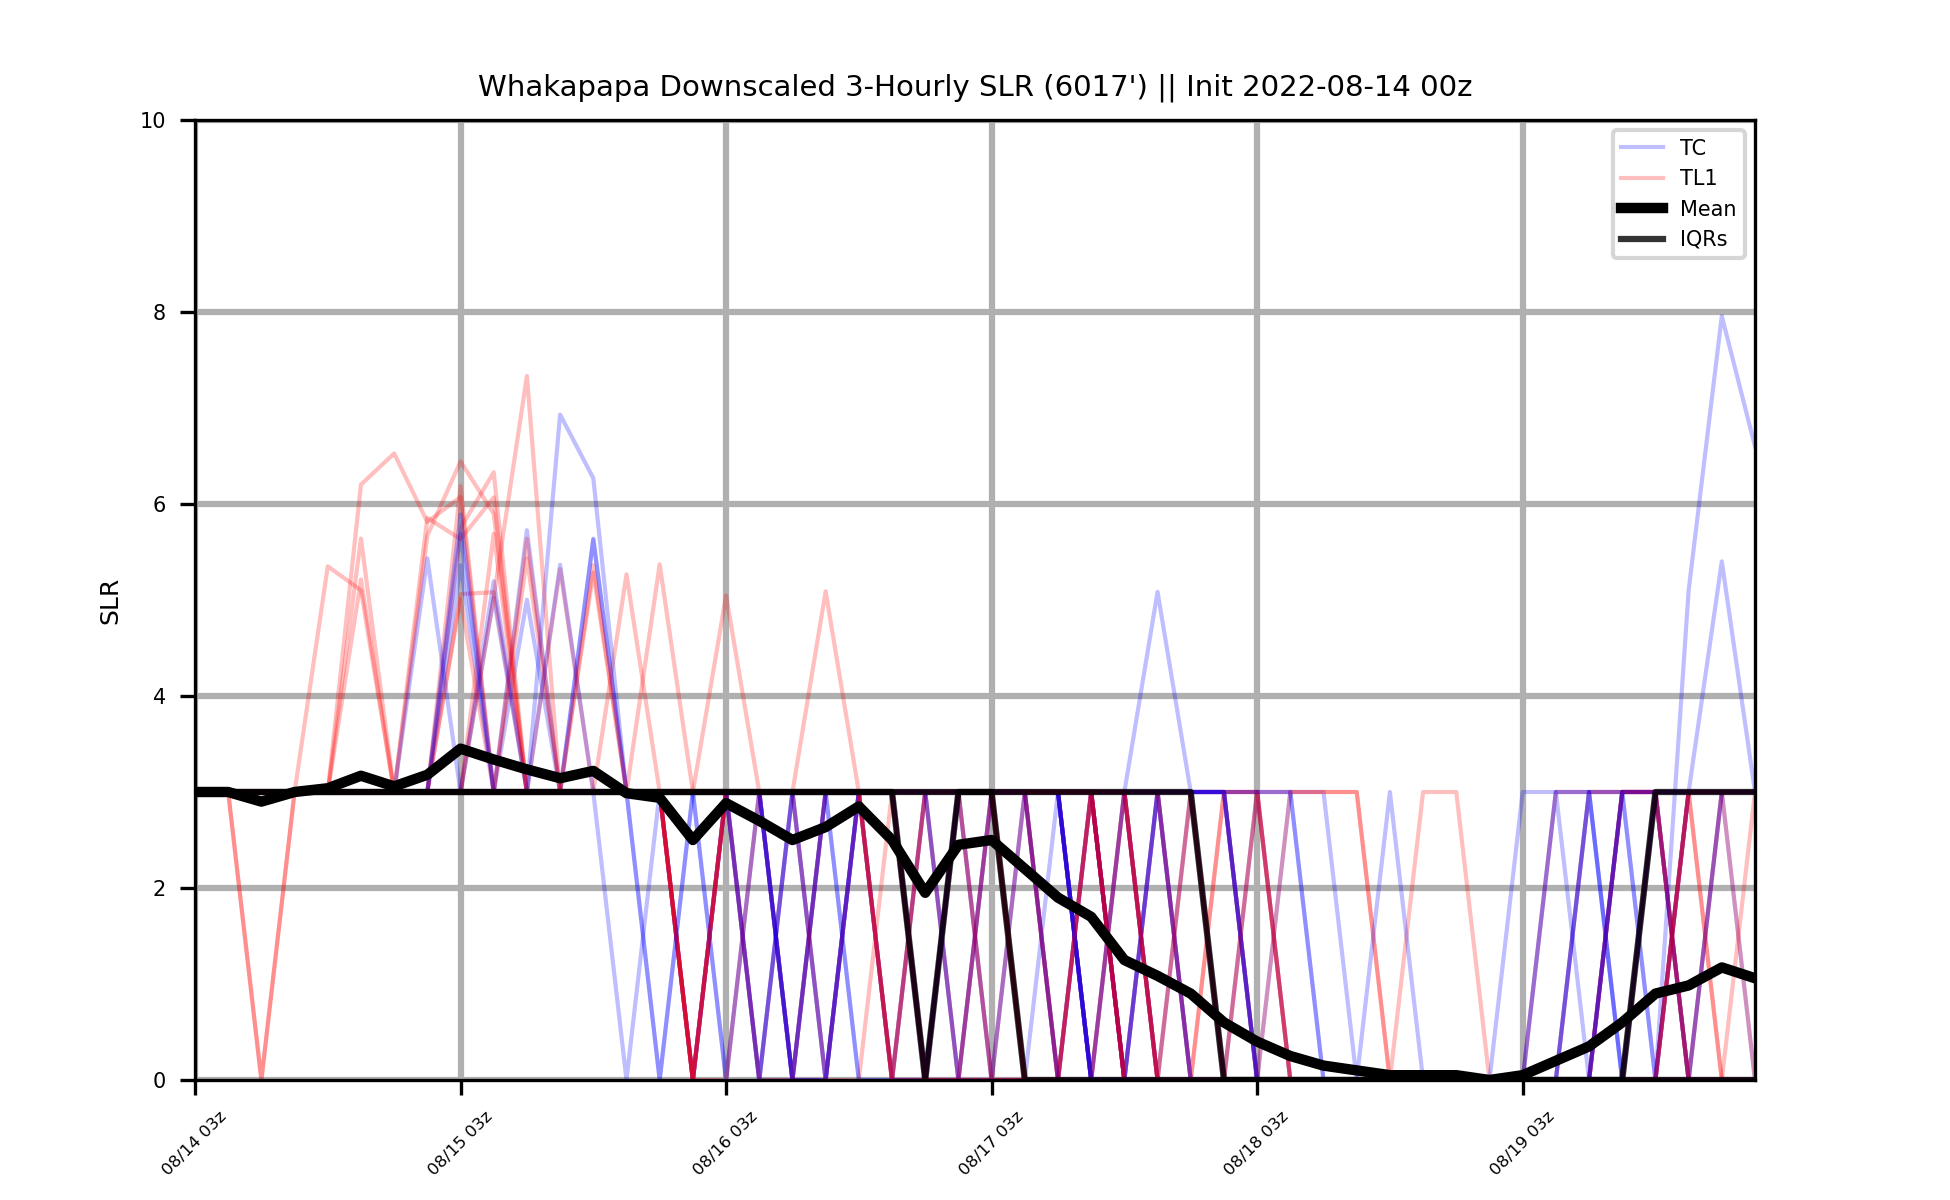 Whakapapa Downscaled 3-Hourly SLR (6017') || Init 2022-08-14 00z
10
8
6
4
2
0
SLR
TC
TL1
Mean
IQRs
08/14 03z
08/15 03z
08/16 03z
08/17 03z
08/18 03z
08/19 03z